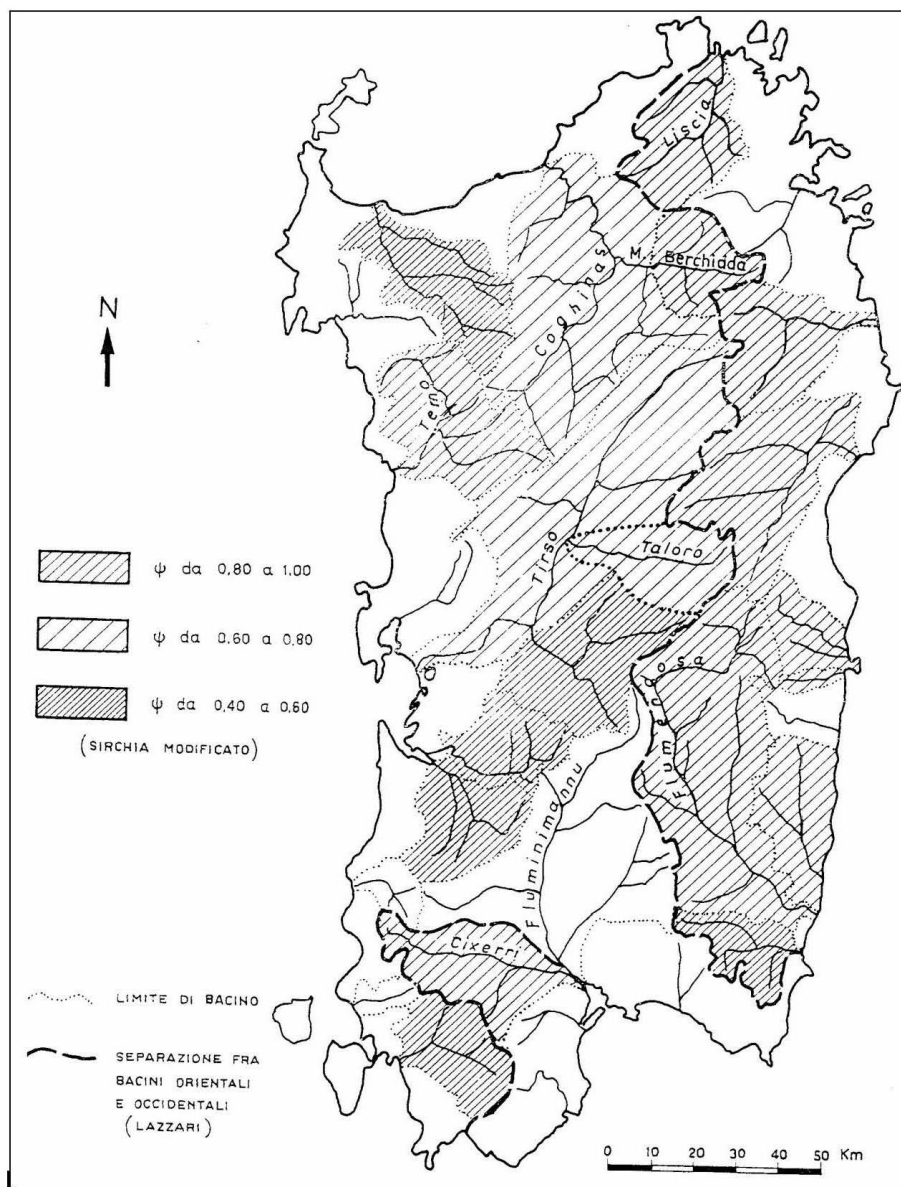 N
Liscia
M. Berchidda
Coghinas
Temo
Tirso
Taloro
Flumendosa
Fluminimannu
Cixerri
ψ da 0,80 a 1,00
ψ da 0,60 a 0,80
ψ da 0,40 a 0,60
(SIRCHIA MODIFICATO)
LIMITE DI BACINO
SEPARAZIONE FRA
BACINI ORIENTALI
E OCCIDENTALI
(LAZZARI)
0 10 20 30 40 50 Km